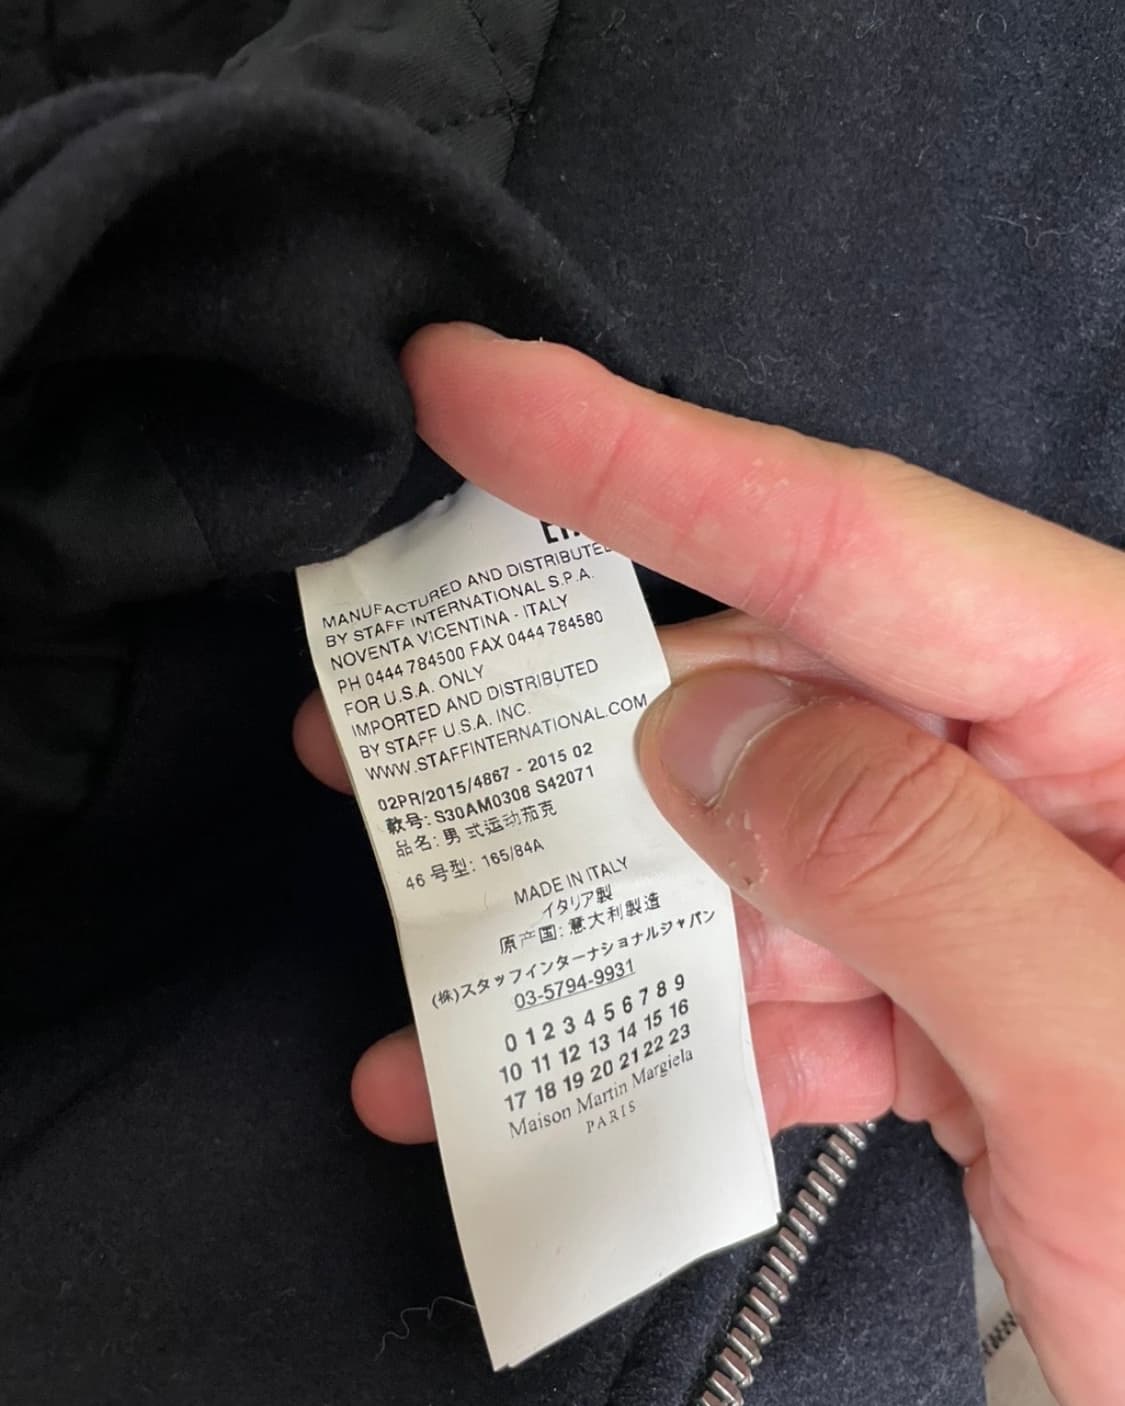 MANUFACTURED AND DISTRIBUTED
BY STAFF INTERNATIONAL S.P.A.
NOVENTA VICENTINA - ITALY
PH 0444 784500 FAX 0444 784580
FOR U.S.A. ONLY
IMPORTED AND DISTRIBUTED
BY STAFF U.S.A. INC.
WWW.STAFFINTERNATIONAL.COM
02PR/2015/4867 - 2015 02
款号: S30AM0308 S42071
品名: 男式运动茄克
46 号型: 165/84A
MADE IN ITALY
イタリア製
原产国: 意大利製造
(株)スタッフインターナショナルジャパン
03-5794-9931
0 1 2 3 4 5 6 7 8 9
10 11 12 13 14 15 16
17 18 19 20 21 22 23
Maison Martin Margiela
PARIS